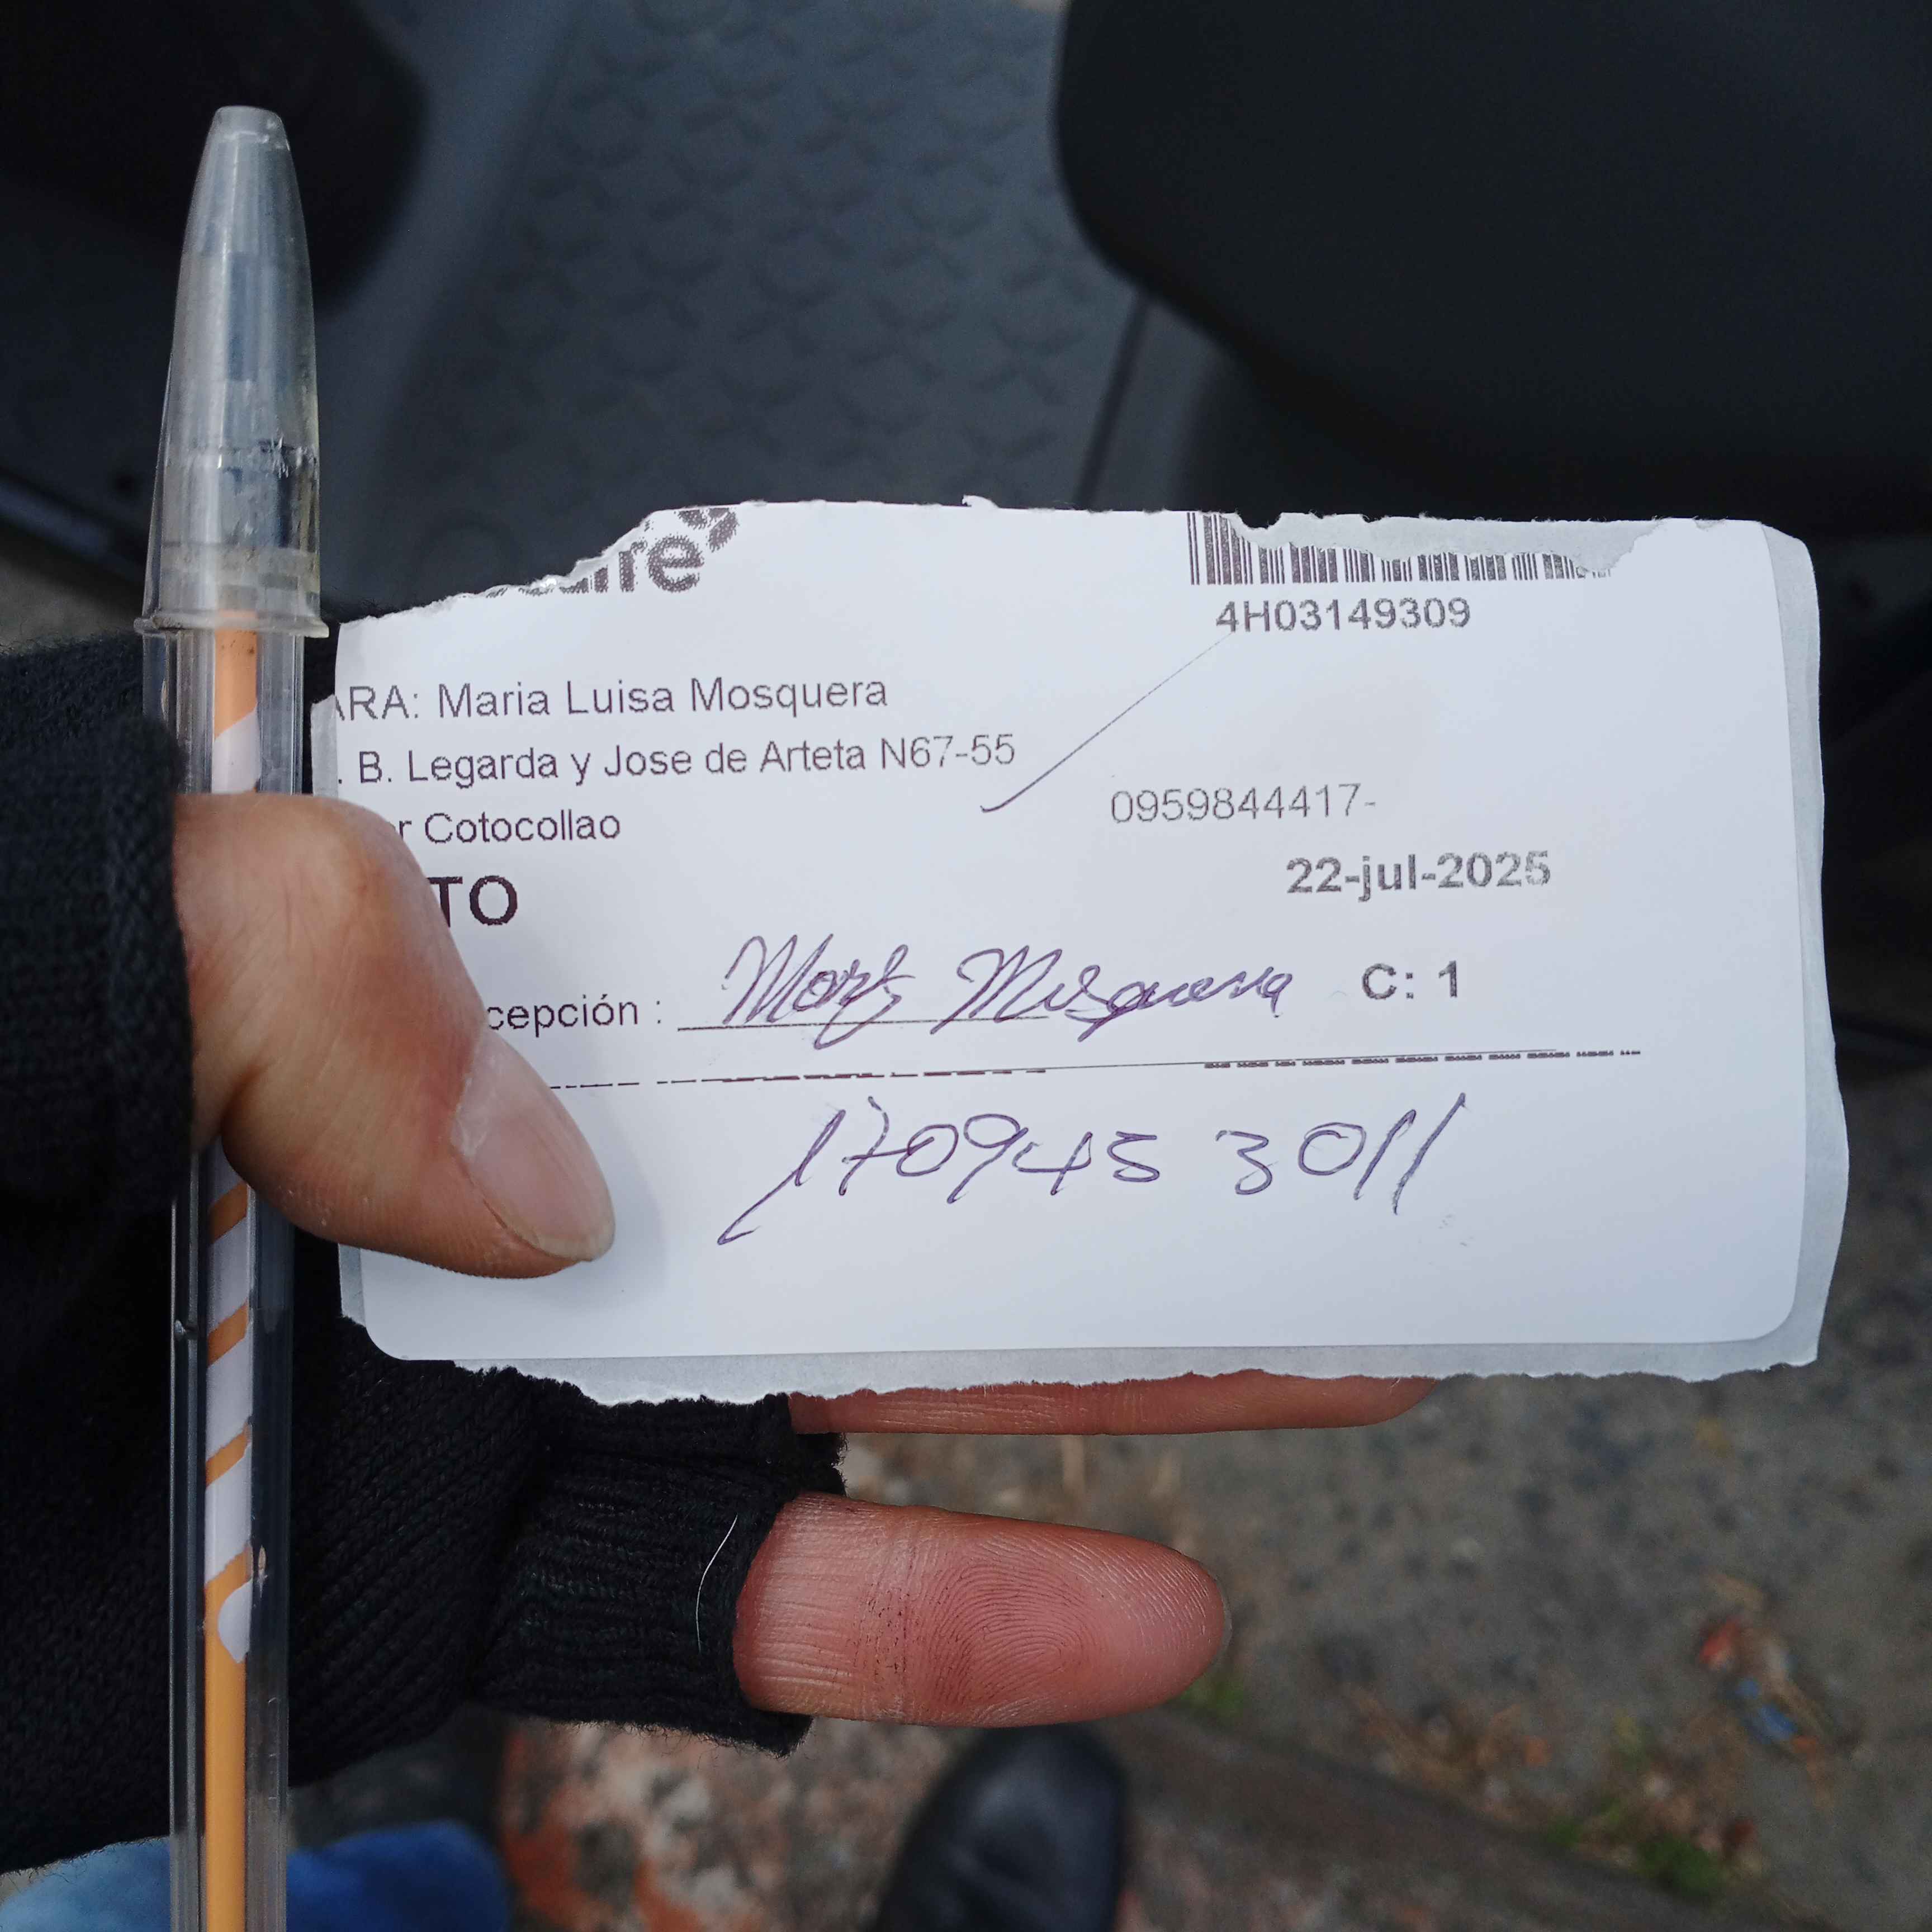 4H03149309
ARA: Maria Luisa Mosquera
. B. Legarda y Jose de Arteta N67-55
r Cotocollao
0959844417-
TO
22-jul-2025
cepción : Mosquera C: 1
170945 3011